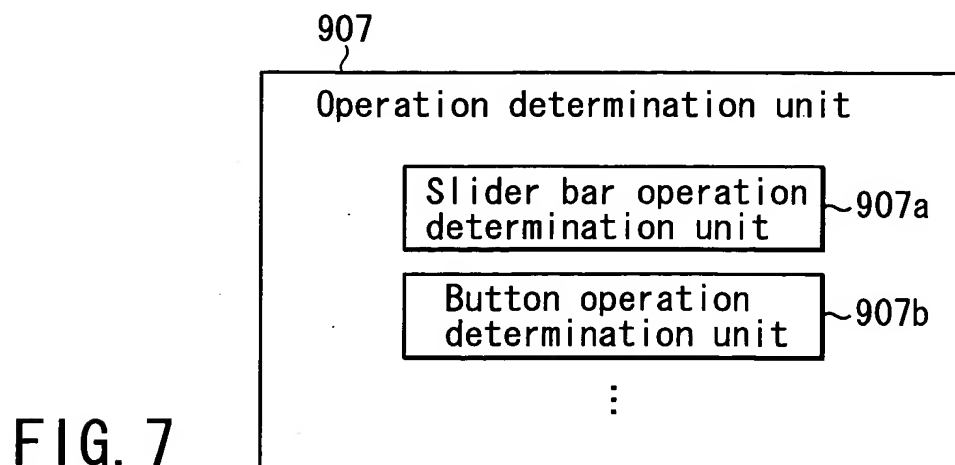 907
Operation determination unit
Slider bar operation
determination unit
907a
Button operation
determination unit
907b
⋮
FIG. 7